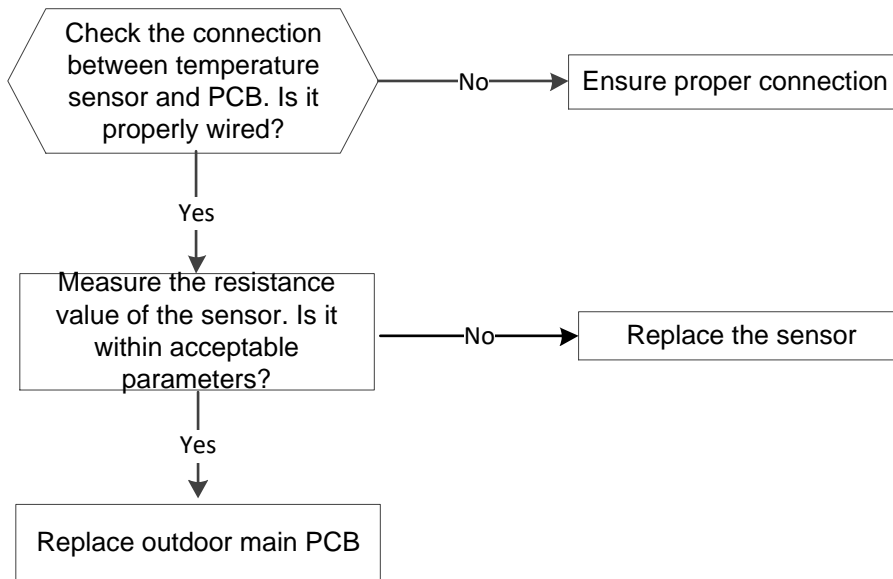 Check the connection
between temperature
sensor and PCB. Is it
properly wired?
No
Ensure proper connection
Yes
Measure the resistance
value of the sensor. Is it
within acceptable
parameters?
No
Replace the sensor
Yes
Replace outdoor main PCB